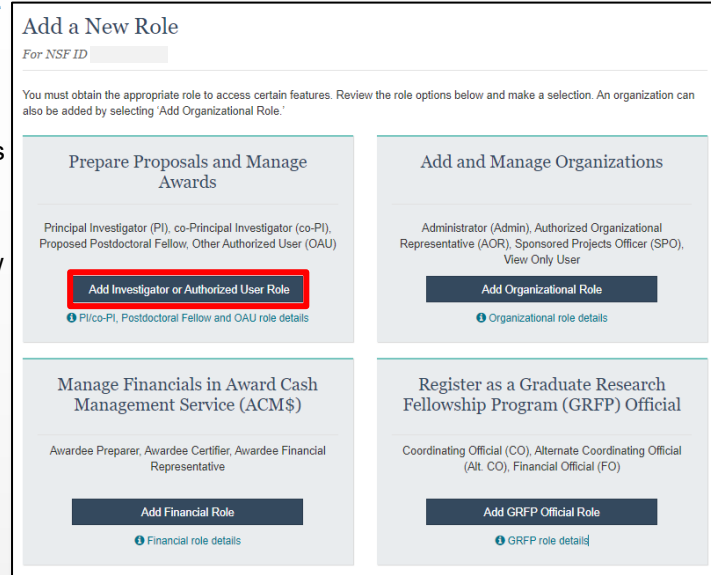 Add a New Role
For NSF ID
You must obtain the appropriate role to access certain features. Review the role options below and make a selection. An organization can
also be added by selecting ‘Add Organizational Role.’
Prepare Proposals and Manage
Awards
Principal Investigator (PI), co-Principal Investigator (co-PI),
Proposed Postdoctoral Fellow, Other Authorized User (OAU)
Add Investigator or Authorized User Role
PI/co-PI, Postdoctoral Fellow and OAU role details
Add and Manage Organizations
Administrator (Admin), Authorized Organizational
Representative (AOR), Sponsored Projects Officer (SPO),
View Only User
Add Organizational Role
Organizational role details
Manage Financials in Award Cash
Management Service (ACM$)
Awardee Preparer, Awardee Certifier, Awardee Financial
Representative
Add Financial Role
Financial role details
Register as a Graduate Research
Fellowship Program (GRFP) Official
Coordinating Official (CO), Alternate Coordinating Official
(Alt. CO), Financial Official (FO)
Add GRFP Official Role
GRFP role details